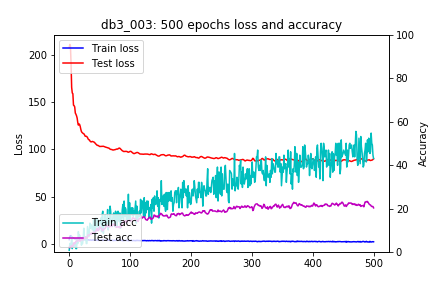 db3_003: 500 epochs loss and accuracy
Train loss
Test loss
Train acc
Test acc
Loss
200
150
100
50
0
Accuracy
100
80
60
40
20
0
0
100
200
300
400
500